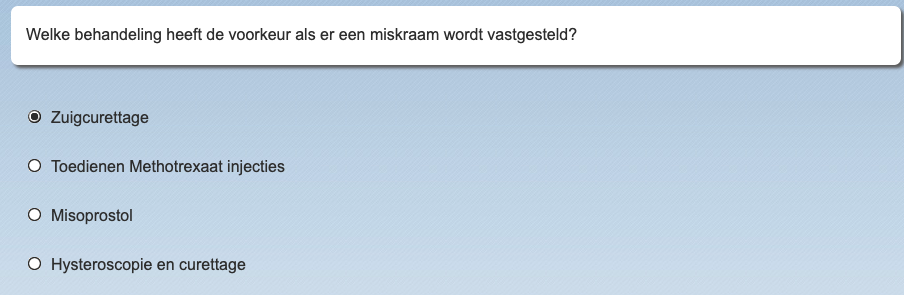 Welke behandeling heeft de voorkeur als er een miskraam wordt vastgesteld?
Zuigcurettage
Toedienen Methotrexaat injecties
Misoprostol
Hysteroscopie en curettage